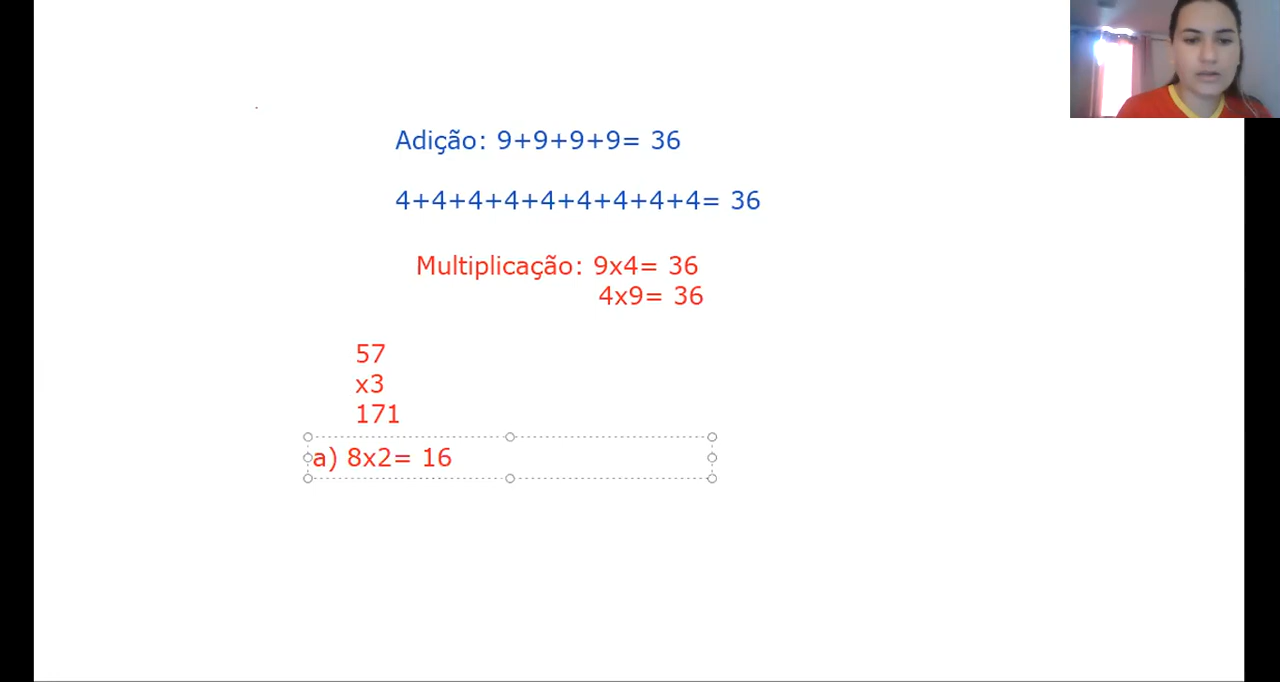 Adição: 9+9+9+9= 36
4+4+4+4+4+4+4+4+4= 36
Multiplicação: 9x4= 36
4x9= 36
57
x3
171
a) 8x2= 16